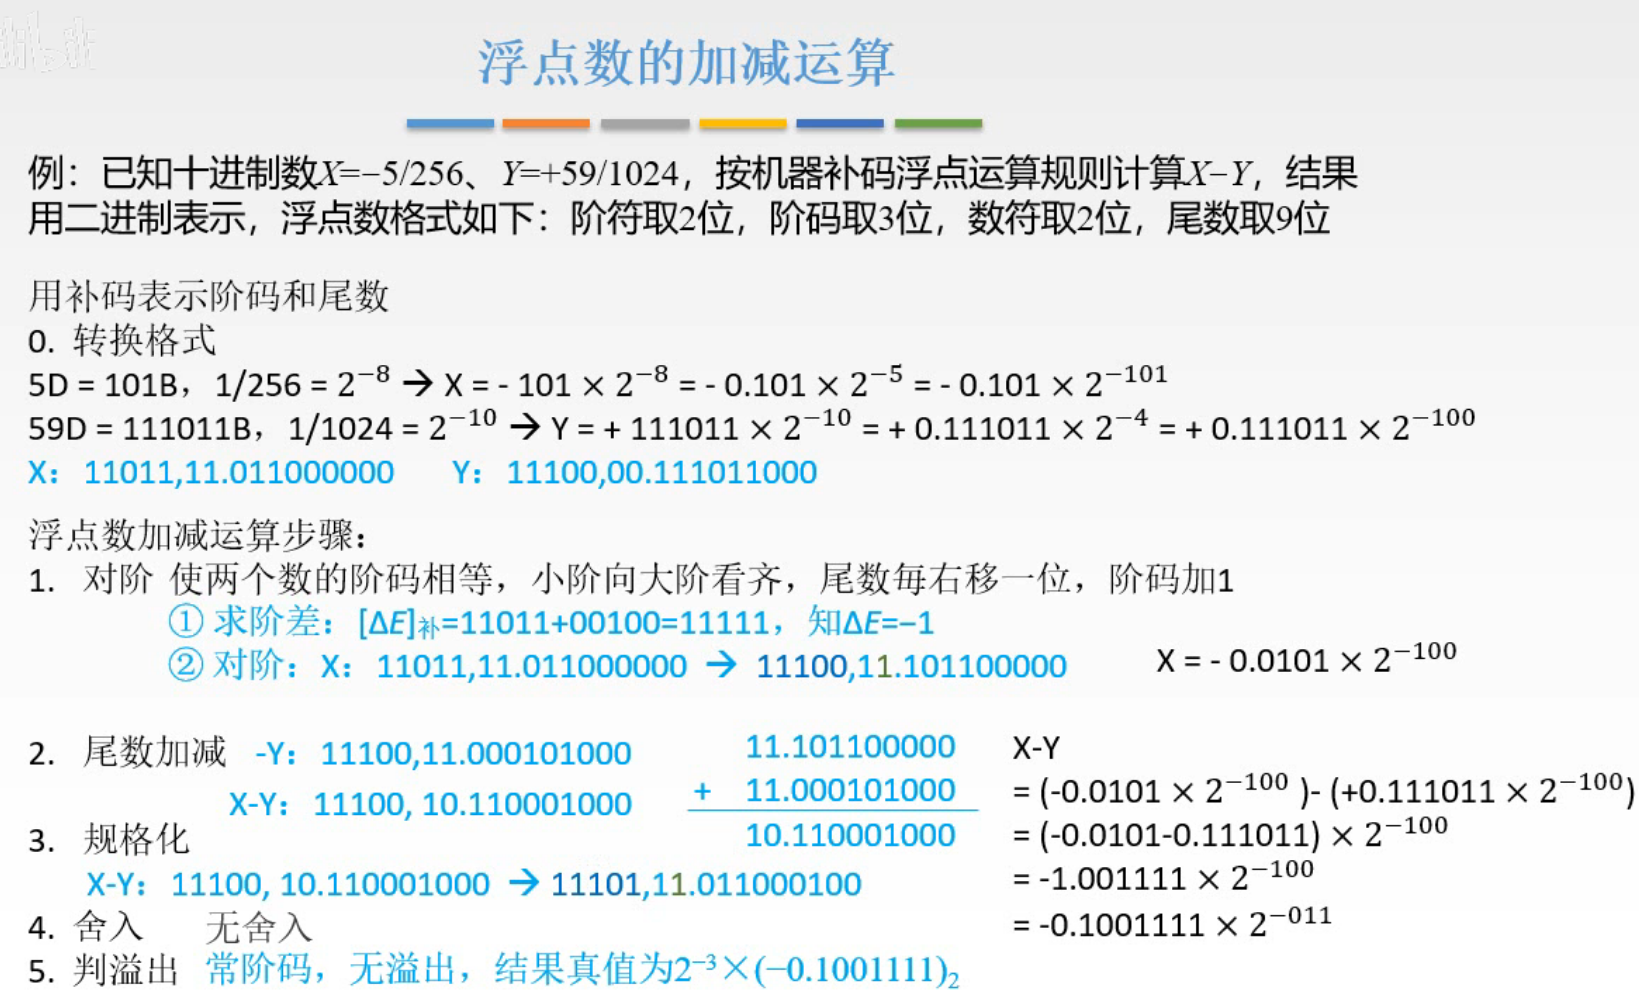 浮点数的加减运算
例：已知十进制数X=−5/256、Y=+59/1024，按机器补码浮点运算规则计算X−Y，结果
用二进制表示，浮点数格式如下：阶符取2位，阶码取3位，数符取2位，尾数取9位
用补码表示阶码和尾数
0. 转换格式
5D = 101B，1/256 = 2⁻⁸ → X = - 101 × 2⁻⁸ = - 0.101 × 2⁻⁵ = - 0.101 × 2⁻¹⁰¹
59D = 111011B，1/1024 = 2⁻¹⁰ → Y = + 111011 × 2⁻¹⁰ = + 0.111011 × 2⁻⁴ = + 0.111011 × 2⁻¹⁰⁰
X：11011,11.011000000 Y：11100,00.111011000
浮点数加减运算步骤：
1. 对阶 使两个数的阶码相等，小阶向大阶看齐，尾数每右移一位，阶码加1
① 求阶差：[ΔE]补=11011+00100=11111，知ΔE=−1
② 对阶：X：11011,11.011000000 → 11100,11.101100000 X = - 0.0101 × 2⁻¹⁰⁰
2. 尾数加减 -Y：11100,11.000101000
X-Y：11100, 10.110001000
11.101100000
+ 11.000101000
10.110001000
X-Y
= (-0.0101 × 2⁻¹⁰⁰ )- (+0.111011 × 2⁻¹⁰⁰)
= (-0.0101-0.111011) × 2⁻¹⁰⁰
= -1.001111 × 2⁻¹⁰⁰
= -0.1001111 × 2⁻⁰¹¹
3. 规格化
X-Y：11100, 10.110001000 → 11101,11.011000100
4. 舍入 无舍入
5. 判溢出 常阶码，无溢出，结果真值为2⁻³×(−0.1001111)₂